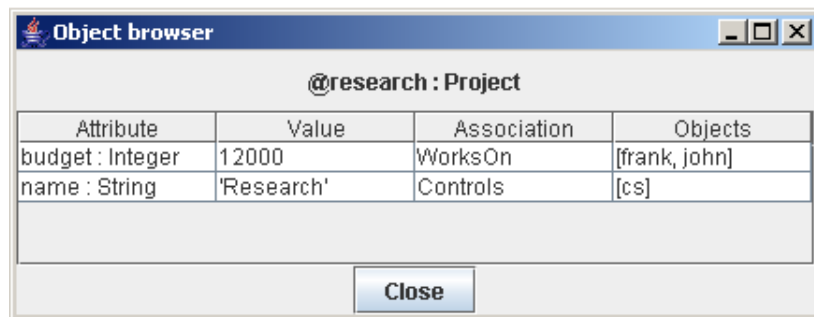 Object browser
@research : Project
Attribute Value Association Objects
budget : Integer 12000 WorksOn [frank, john]
name : String 'Research' Controls [cs]
Close